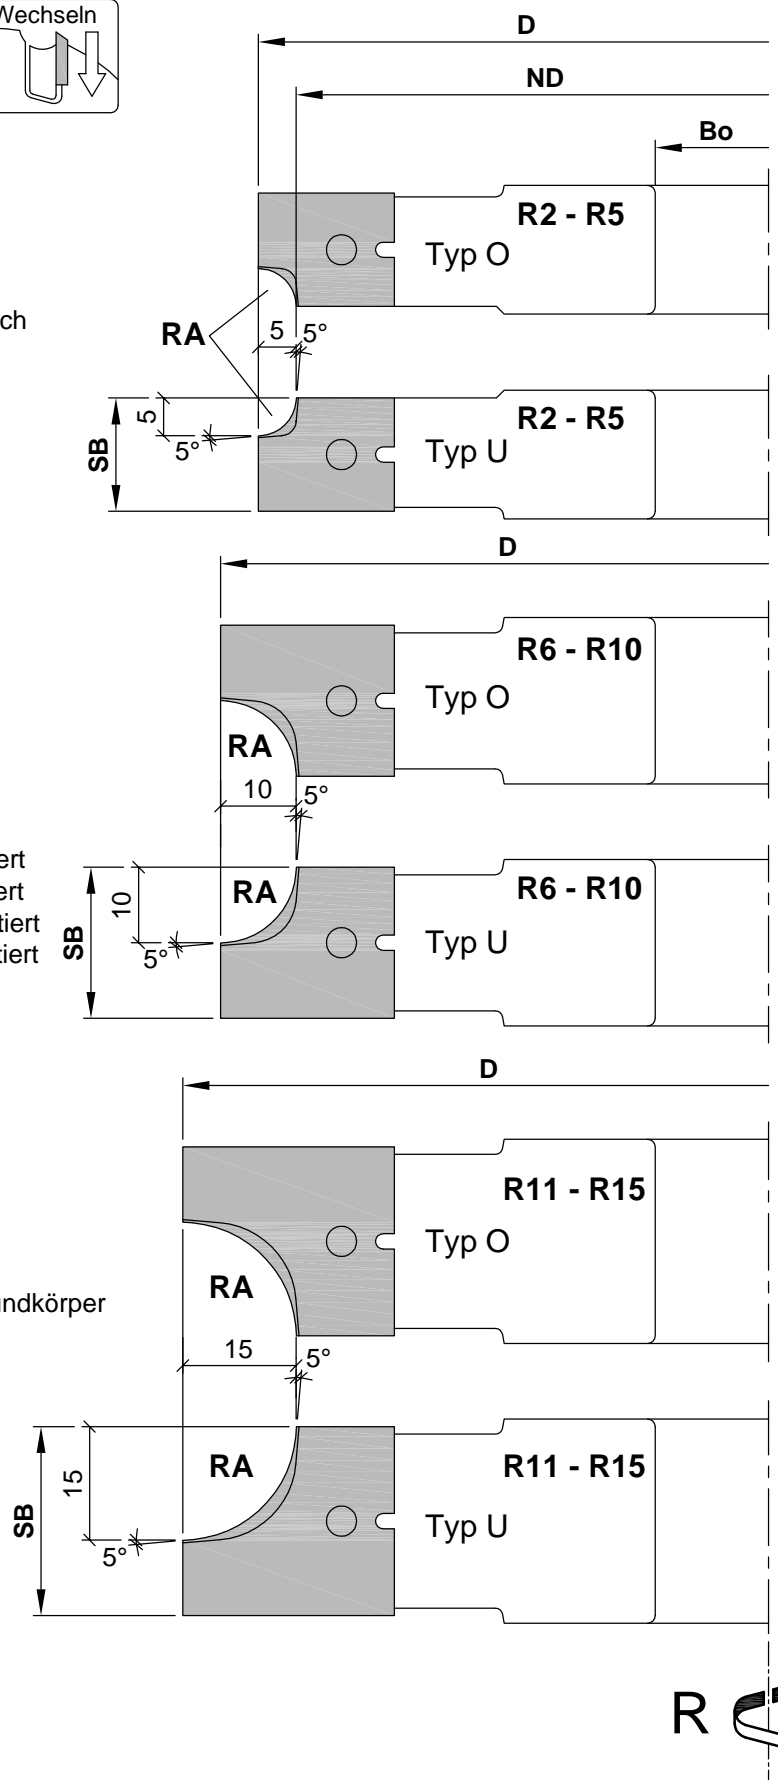 Wechseln
D
ND
Bo
R2 - R5
Typ O
ch
RA
5
5°
R2 - R5
5
Typ U
5°
SB
D
R6 - R10
Typ O
RA
10
5°
ert
RA
R6 - R10
ert
10
tiert
Typ U
tiert
SB
5°
D
R11 - R15
Typ O
RA
undkörper
15
5°
RA
R11 - R15
15
SB
Typ U
5°
R